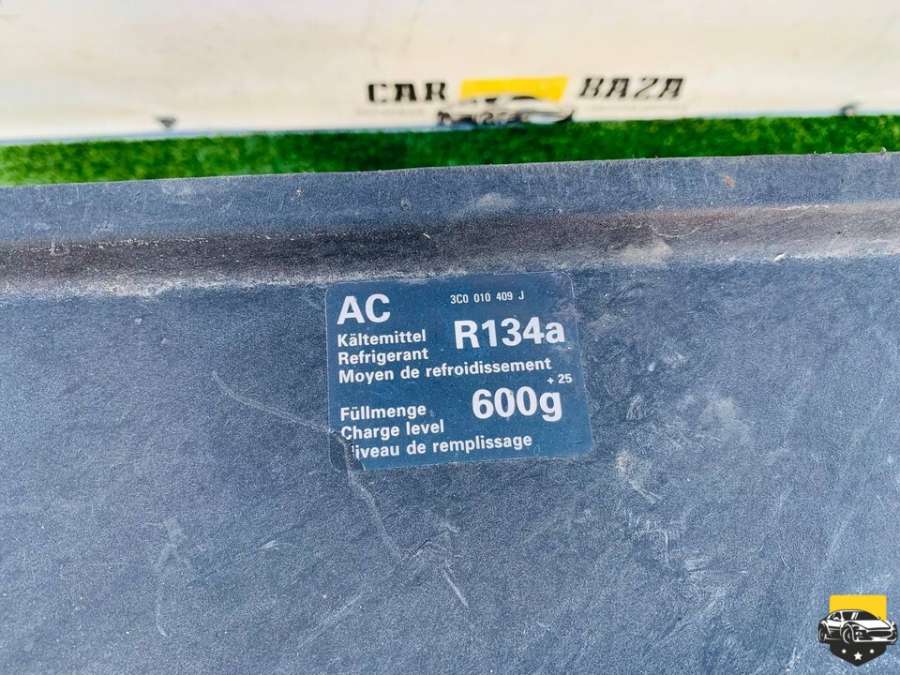 CAR BAZA
AC 3C0 010 409 J
Kältemittel R134a
Refrigerant
Moyen de refroidissement
+ 25
Füllmenge 600g
Charge level
Niveau de remplissage